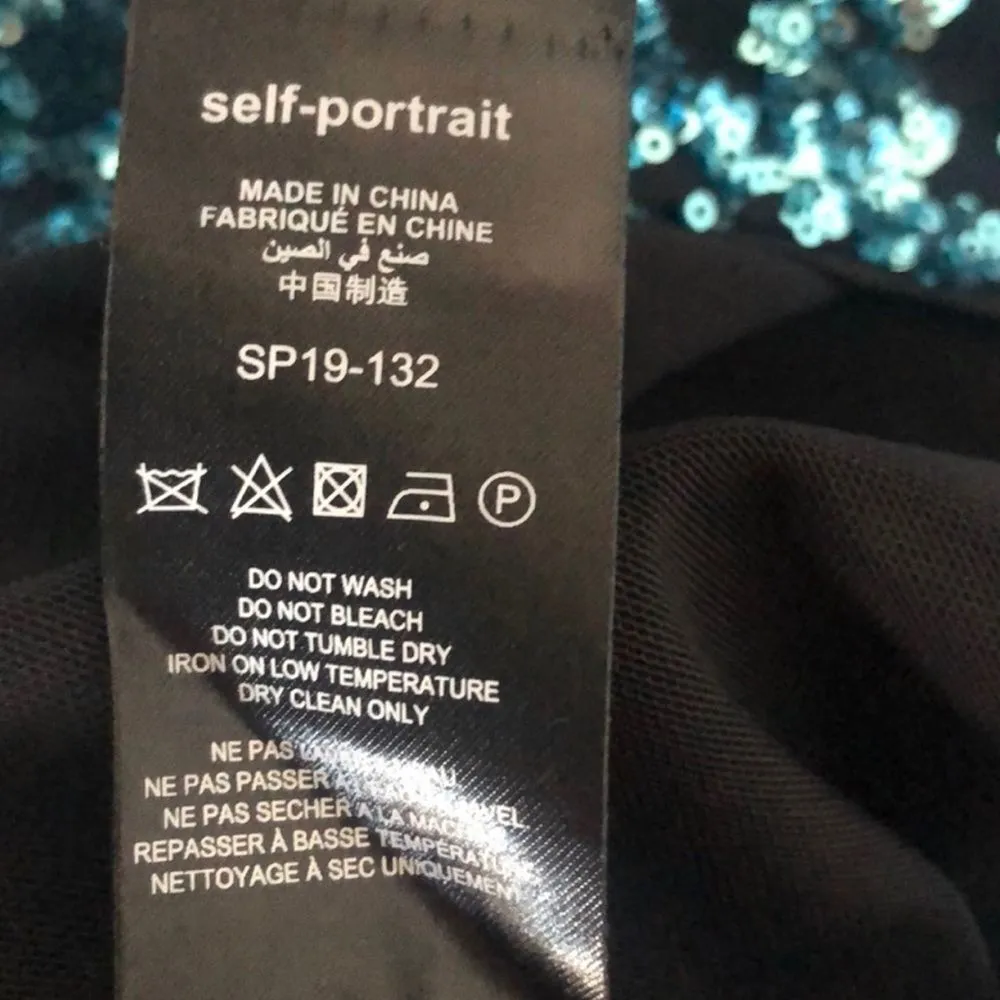 self-portrait
MADE IN CHINA
FABRIQUÉ EN CHINE
صنع في الصين
中国制造
SP19-132
P
DO NOT WASH
DO NOT BLEACH
DO NOT TUMBLE DRY
IRON ON LOW TEMPERATURE
DRY CLEAN ONLY
NE PAS
NE PAS PASSER
NE PAS SECHER A LA
REPASSER À BASSE TEMPÉRATURE
NETTOYAGE À SEC UNIQUEMENT